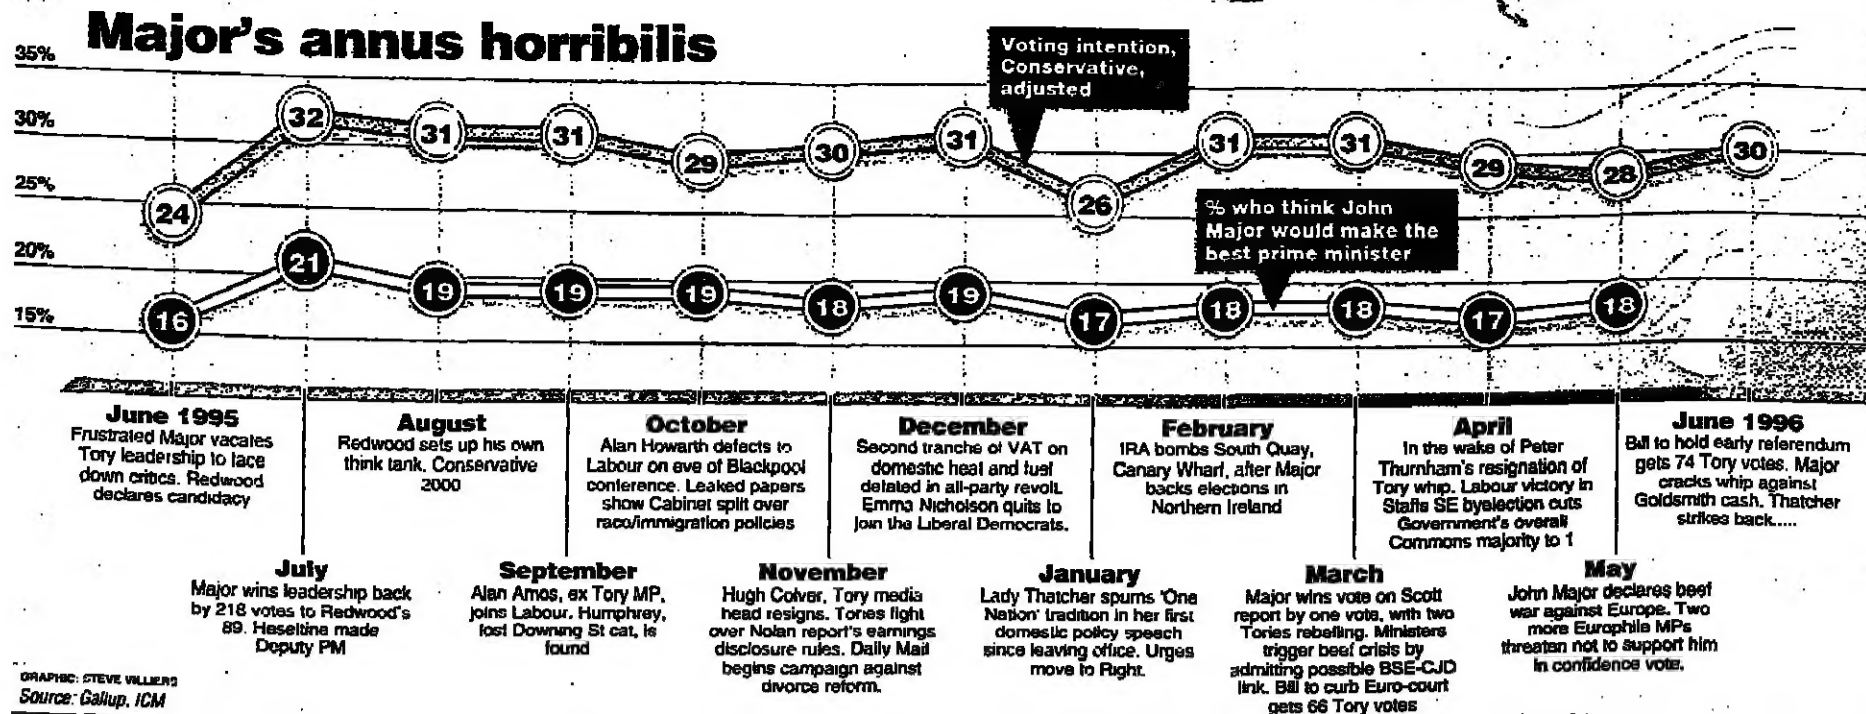 Major's annus horribilis
35%
30%
25%
20%
15%
Voting intention,
Conservative,
adjusted
24
32
31
31
29
30
31
26
31
31
29
28
30
% who think John
Major would make the
best prime minister
16
21
19
19
19
18
19
17
18
18
17
18
June 1995
Frustrated Major vacates
Tory leadership to face
down critics. Redwood
declares candidacy
July
Major wins leadership back
by 218 votes to Redwood's
89. Heseltine made
Deputy PM
August
Redwood sets up his own
think tank, Conservative
2000
September
Alan Amos, ex Tory MP,
joins Labour. Humphrey,
lost Downing St cat, is
found
October
Alan Howarth defects to
Labour on eve of Blackpool
conference. Leaked papers
show Cabinet split over
race/immigration policies
November
Hugh Colver, Tory media
head resigns. Tories fight
over Nolan report's earnings
disclosure rules. Daily Mail
begins campaign against
divorce reform.
December
Second tranche of VAT on
domestic heat and fuel
defated in all-party revolt.
Emma Nicholson quits to
join the Liberal Democrats.
January
Lady Thatcher spurns 'One
Nation' tradition in her first
domestic policy speech
since leaving office. Urges
move to Right.
February
IRA bombs South Quay,
Canary Wharf, after Major
backs elections in
Northern Ireland
March
Major wins vote on Scott
report by one vote, with two
Tories rebelling. Ministers
trigger beef crisis by
admitting possible BSE-CJD
link. Bill to curb Euro-court
gets 66 Tory votes
April
In the wake of Peter
Thurnham's resignation of
Tory whip. Labour victory in
Staffs SE byelection cuts
Government's overall
Commons majority to 1
May
John Major declares beef
war against Europe. Two
more Europhile MPs
threaten not to support him
in confidence vote.
June 1996
Bill to hold early referendum
gets 74 Tory votes. Major
cracks whip against
Goldsmith cash. Thatcher
strikes back.....
GRAPHIC: STEVE VILLIERS
Source: Gallup, ICM